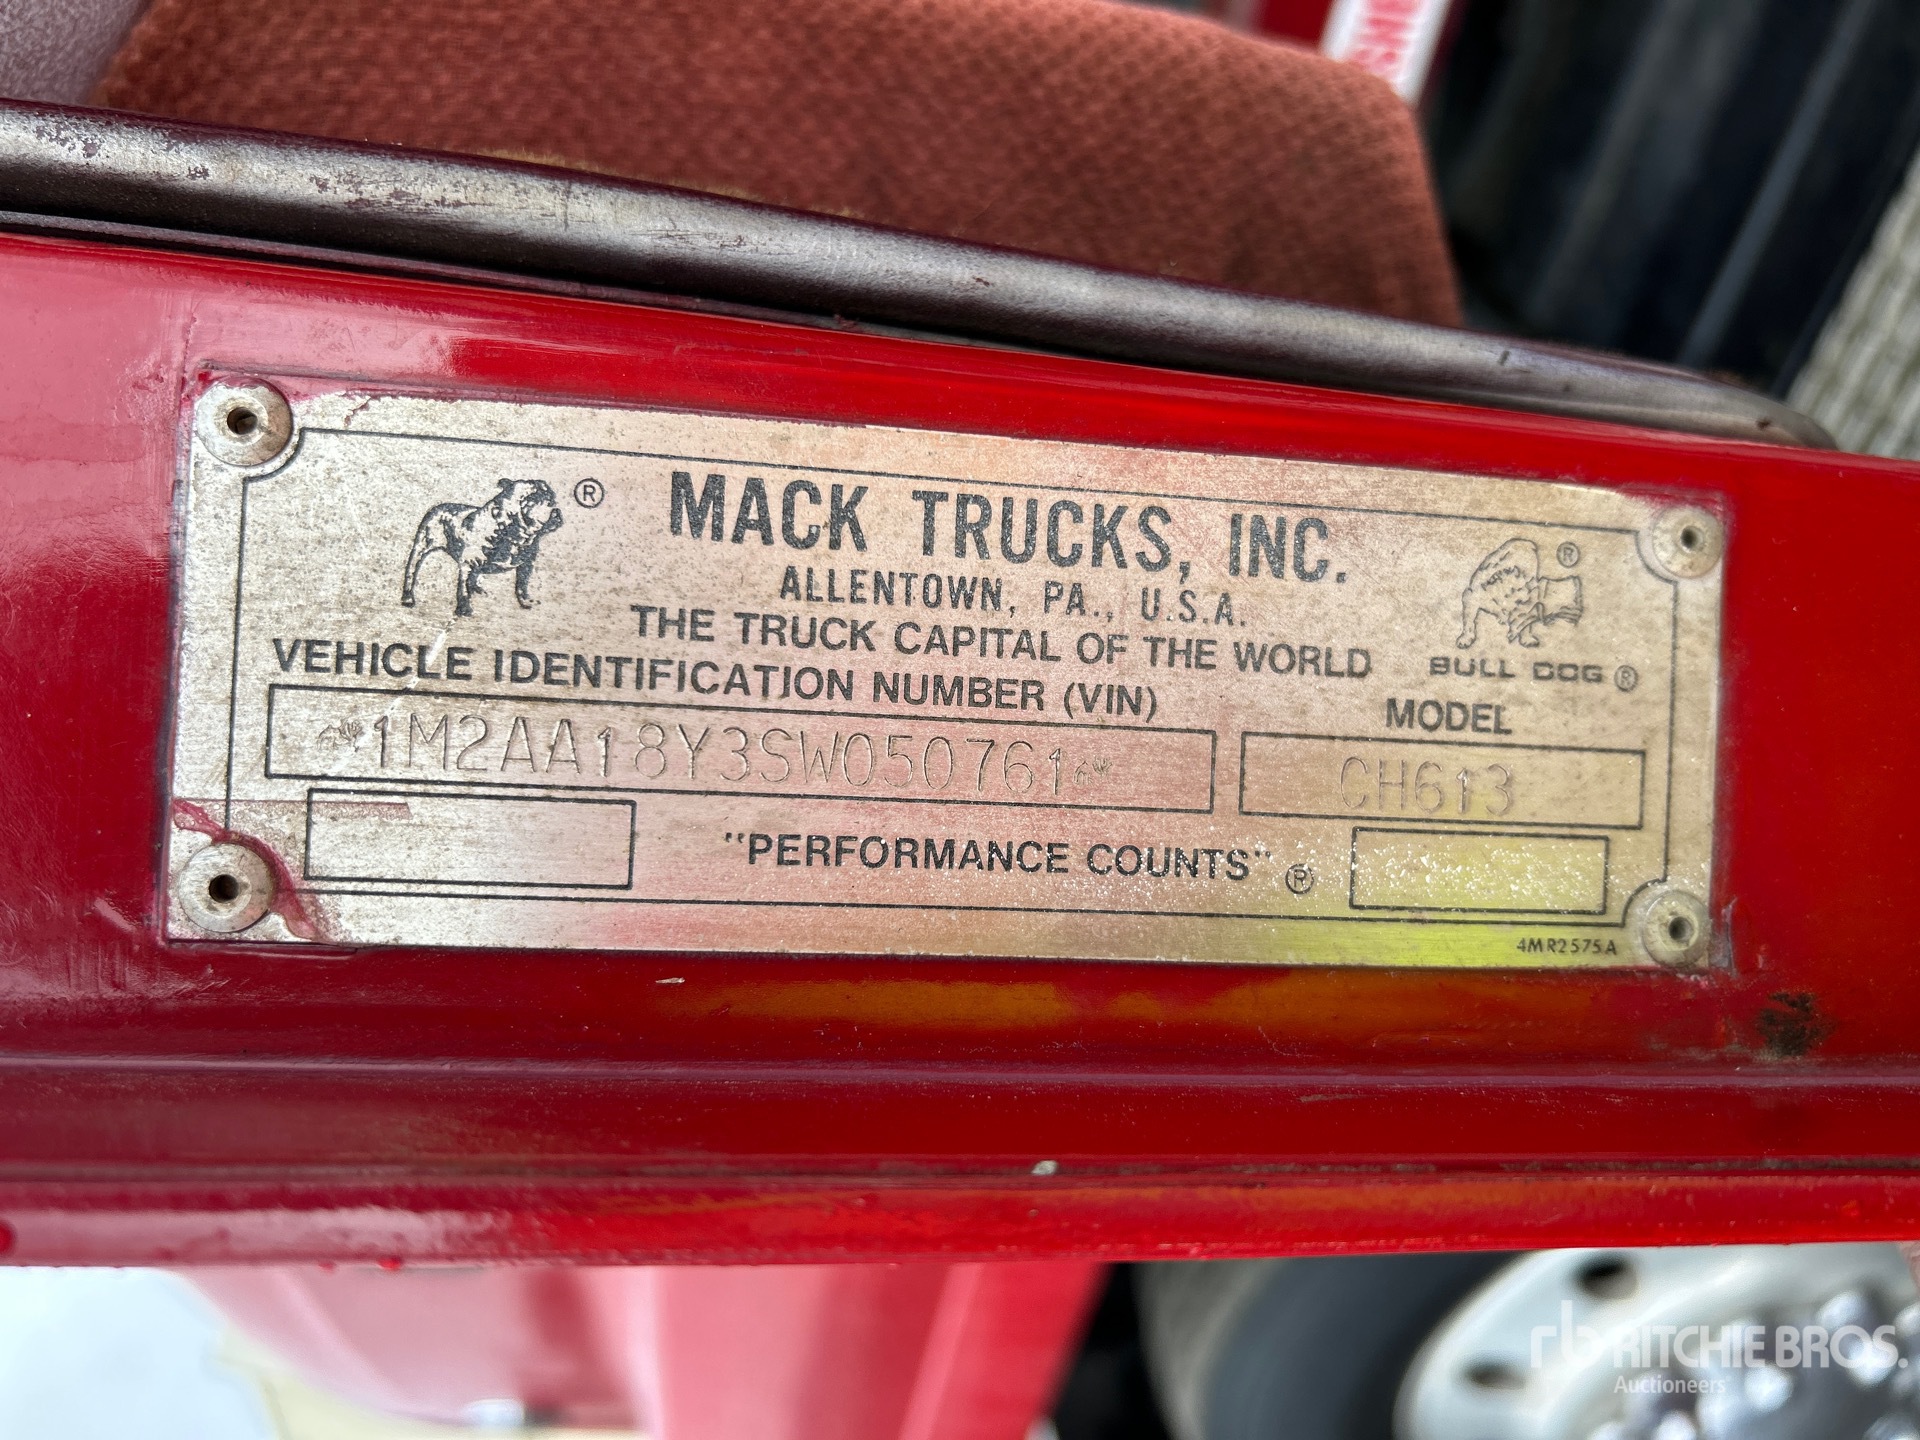 ® MACK TRUCKS, INC.
ALLENTOWN, PA., U.S.A.
THE TRUCK CAPITAL OF THE WORLD
®
BULL DOG ®
VEHICLE IDENTIFICATION NUMBER (VIN)
MODEL
1M2AA18Y3SW050761
CH613
"PERFORMANCE COUNTS" ®
4MR2575A
rb RITCHIE BROS.
Auctioneers